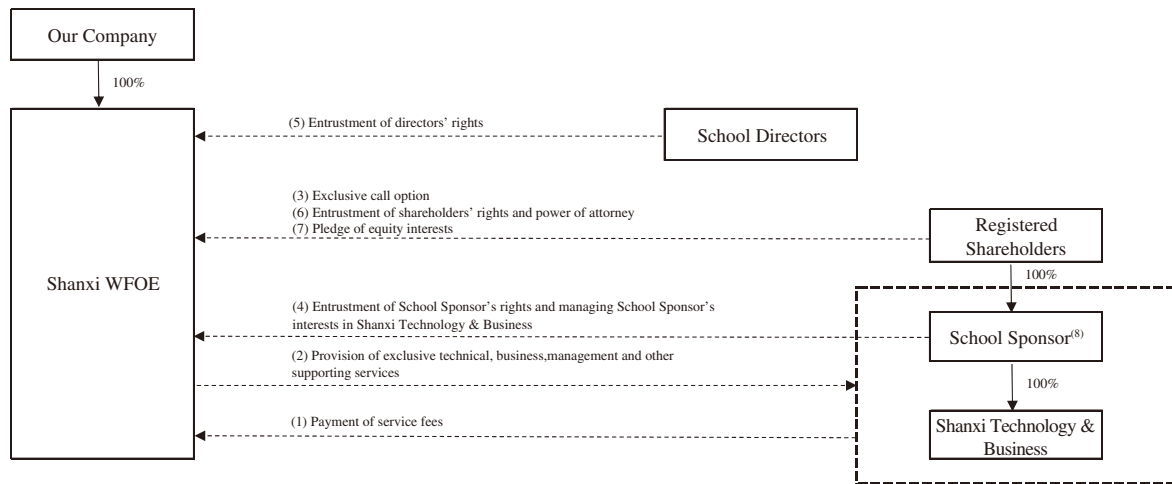 Our Company
100%
(5) Entrustment of directors' rights
School Directors
(3) Exclusive call option
(6) Entrustment of shareholders' rights and power of attorney
(7) Pledge of equity interests
Registered
Shareholders
Shanxi WFOE
100%
(4) Entrustment of School Sponsor's rights and managing School Sponsor's
interests in Shanxi Technology & Business
School Sponsor(8)
(2) Provision of exclusive technical, business,management and other
supporting services
100%
(1) Payment of service fees
Shanxi Technology &
Business